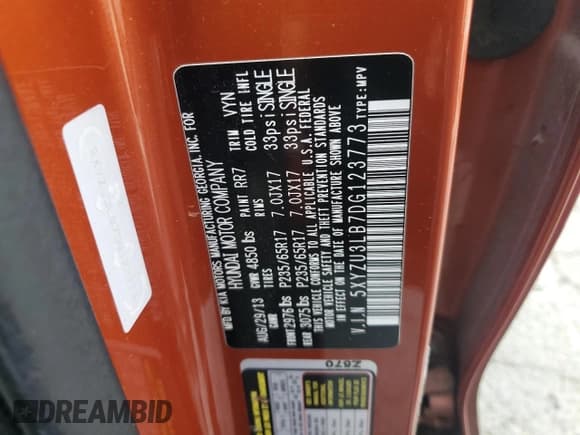 MFD. BY KIA MOTORS MANUFACTURING GEORGIA, INC. FOR
HYUNDAI MOTOR COMPANY
AUG/29/13 GVWR 4850 lbs PAINT RR7 TRIM VYN
GAWR TIRES RIMS COLD TIRE INFL
FRONT 2976 lbs P235/65R17 7.0JX17 33psi SINGLE
REAR 3075 lbs P235/65R17 7.0JX17 33psi SINGLE
THIS VEHICLE CONFORMS TO ALL APPLICABLE U.S.A. FEDERAL
MOTOR VEHICLE SAFETY AND THEFT PREVENTION STANDARDS
IN EFFECT ON THE DATE OF MANUFACTURE SHOWN ABOVE
V.I.N 5XYZU3LB7DG123773 TYPE:MPV
Z870
DREAMBID